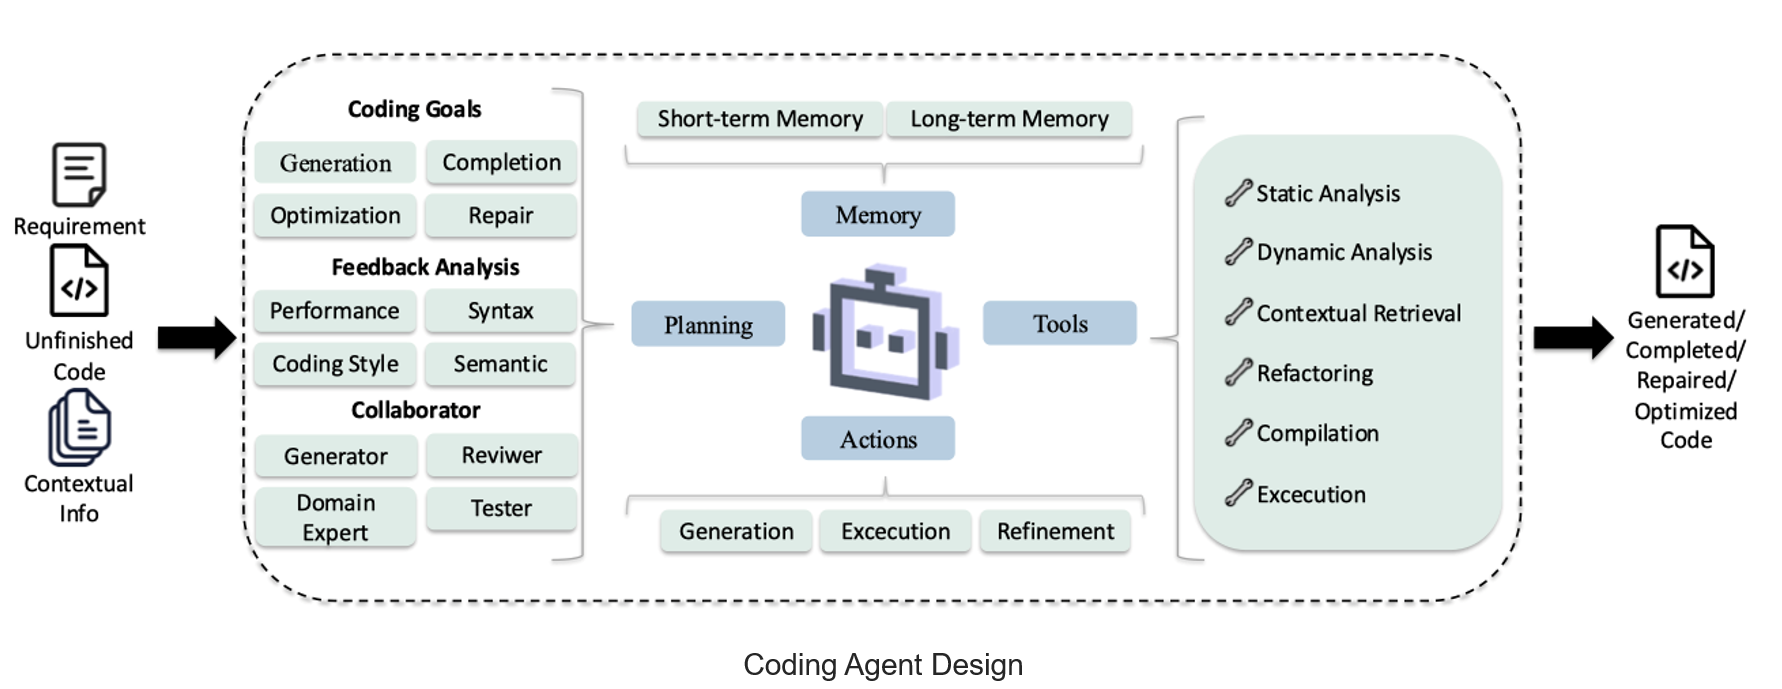 Requirement
Unfinished
Code
Contextual
Info
Coding Goals
Generation
Completion
Optimization
Repair
Feedback Analysis
Performance
Syntax
Coding Style
Semantic
Collaborator
Generator
Reviwer
Domain
Expert
Tester
Short-term Memory
Long-term Memory
Memory
Planning
Tools
Actions
Generation
Excecution
Refinement
Static Analysis
Dynamic Analysis
Contextual Retrieval
Refactoring
Compilation
Excecution
</>
Generated/
Completed/
Repaired/
Optimized
Code
Coding Agent Design